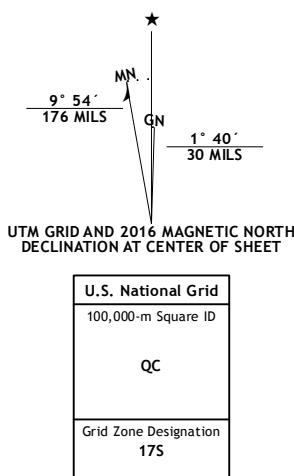 ★
MN
GN
9° 54´
176 MILS
1° 40´
30 MILS
UTM GRID AND 2016 MAGNETIC NORTH
DECLINATION AT CENTER OF SHEET
U.S. National Grid
100,000-m Square ID
QC
Grid Zone Designation
17S